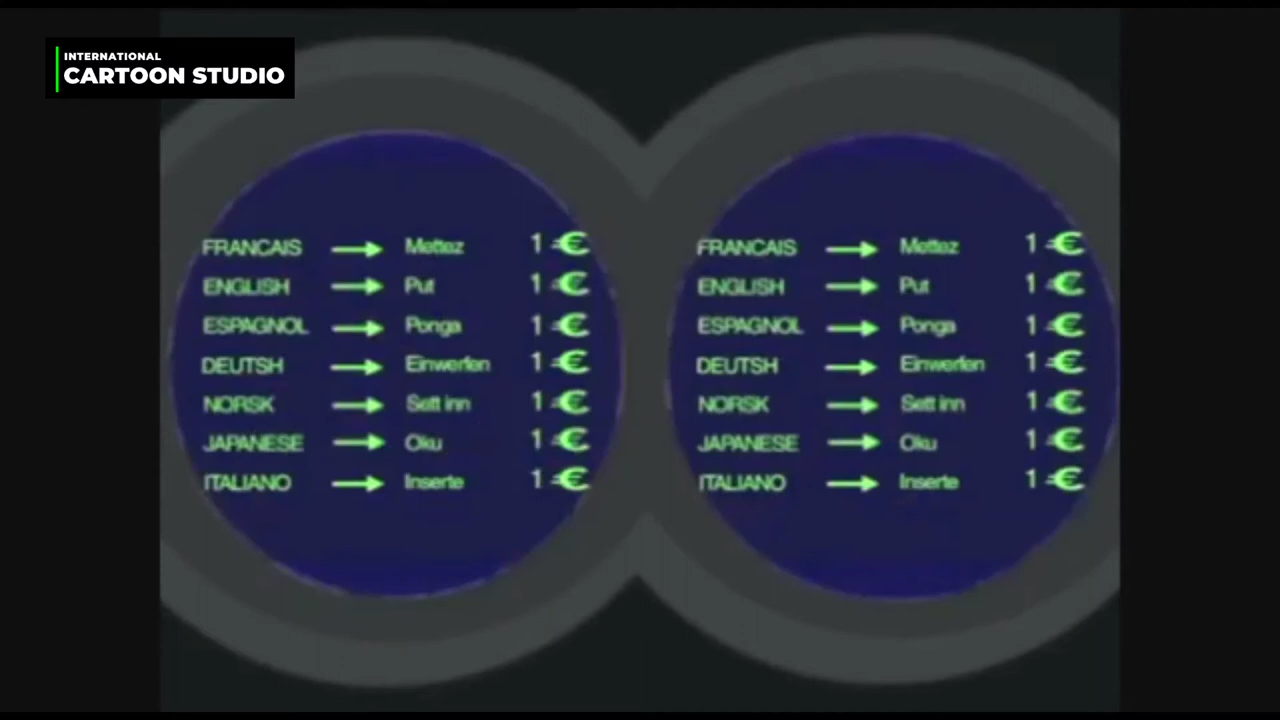 INTERNATIONAL
CARTOON STUDIO
FRANCAIS → Mettez 1 €
ENGLISH → Put 1 €
ESPAGNOL → Ponga 1 €
DEUTSH → Einwerfen 1 €
NORSK → Sett inn 1 €
JAPANESE → Oku 1 €
ITALIANO → Inserte 1 €
FRANCAIS → Mettez 1 €
ENGLISH → Put 1 €
ESPAGNOL → Ponga 1 €
DEUTSH → Einwerfen 1 €
NORSK → Sett inn 1 €
JAPANESE → Oku 1 €
ITALIANO → Inserte 1 €